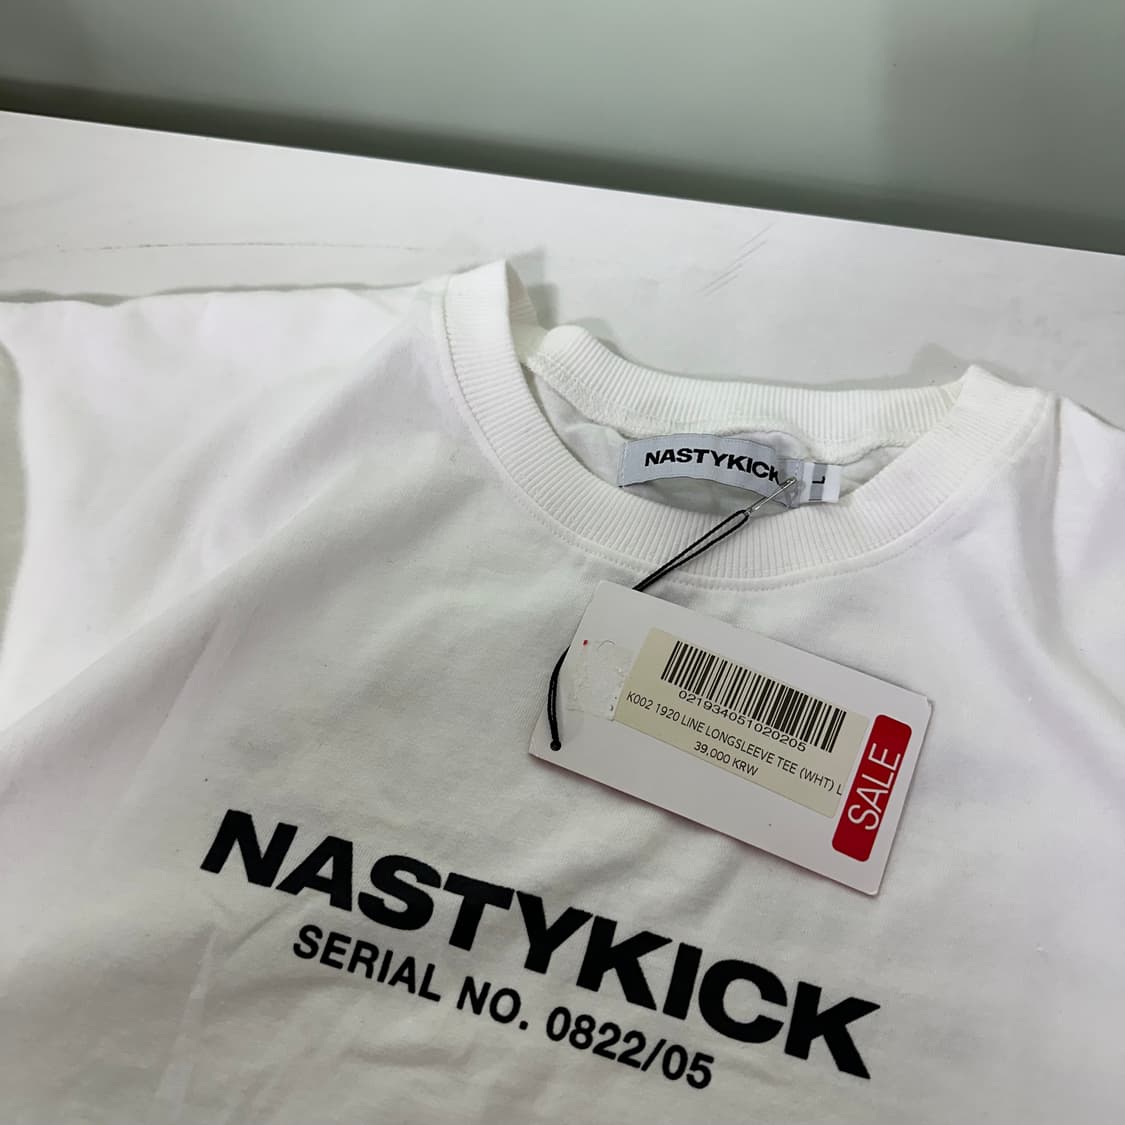 NASTYKICK
L
021934051020205
K002 1920 LINE LONGSLEEVE TEE (WHT) L
39,000 KRW
SALE
NASTYKICK
SERIAL NO. 0822/05